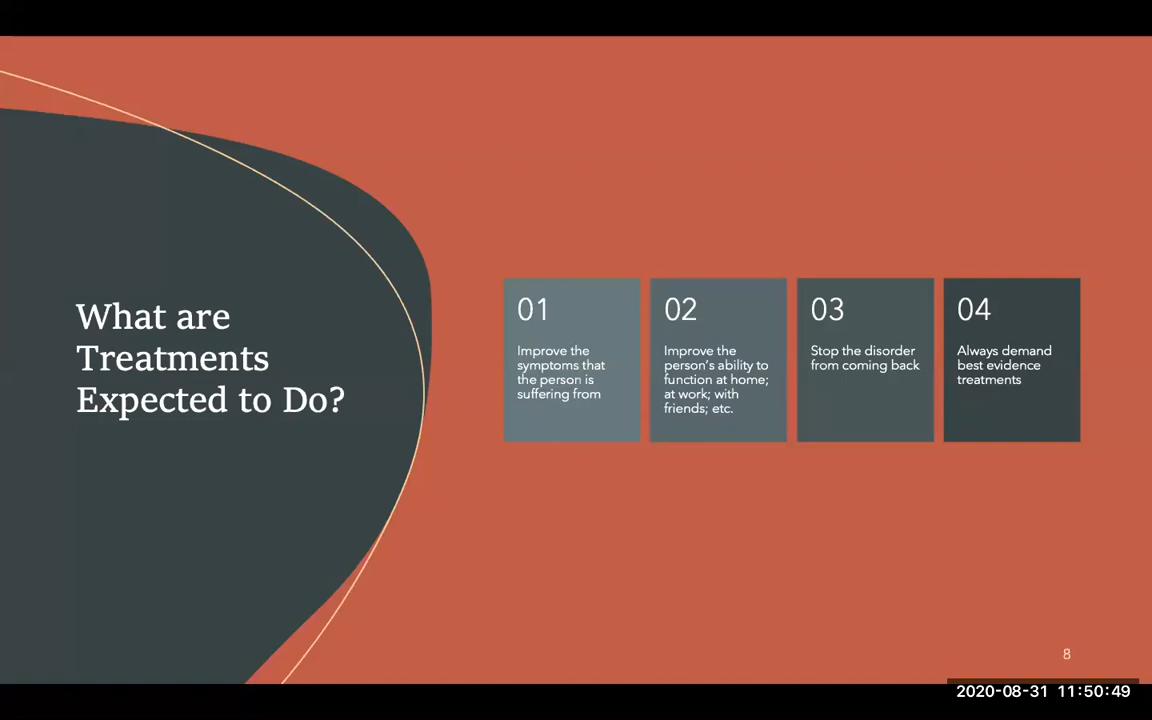 What are
Treatments
Expected to Do?
01
Improve the
symptoms that
the person is
suffering from
02
Improve the
person's ability to
function at home;
at work; with
friends; etc.
03
Stop the disorder
from coming back
04
Always demand
best evidence
treatments
8
2020-08-31 11:50:49